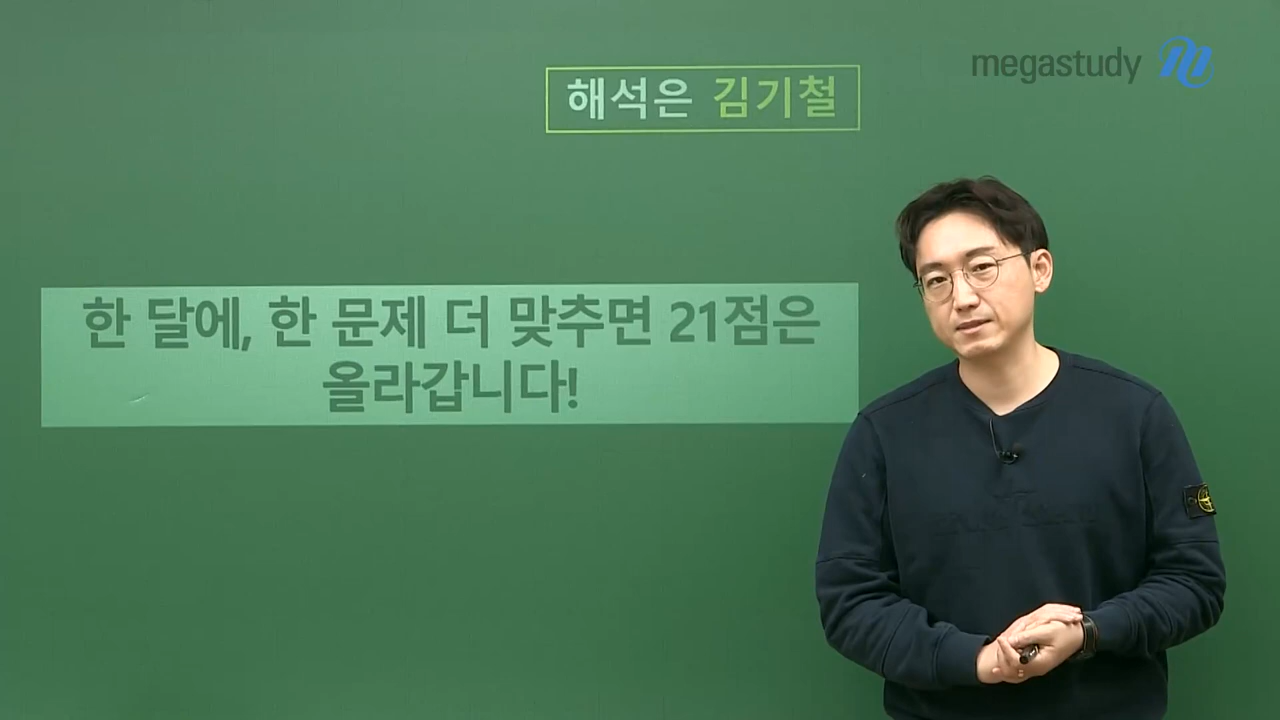 megastudy
해석은 김기철
한 달에, 한 문제 더 맞추면 21점은
올라갑니다!